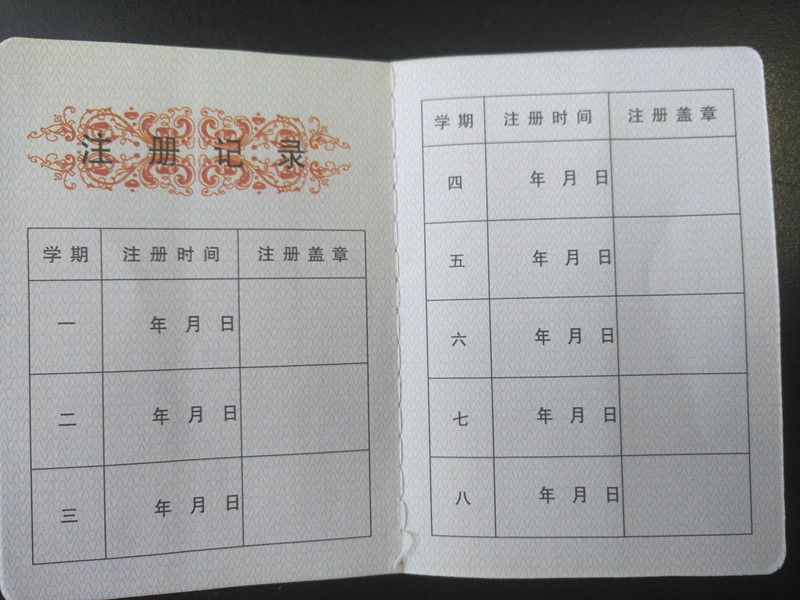 注册记录
学期 注册时间 注册盖章
一 年 月 日
二 年 月 日
三 年 月 日
学期 注册时间 注册盖章
四 年 月 日
五 年 月 日
六 年 月 日
七 年 月 日
八 年 月 日